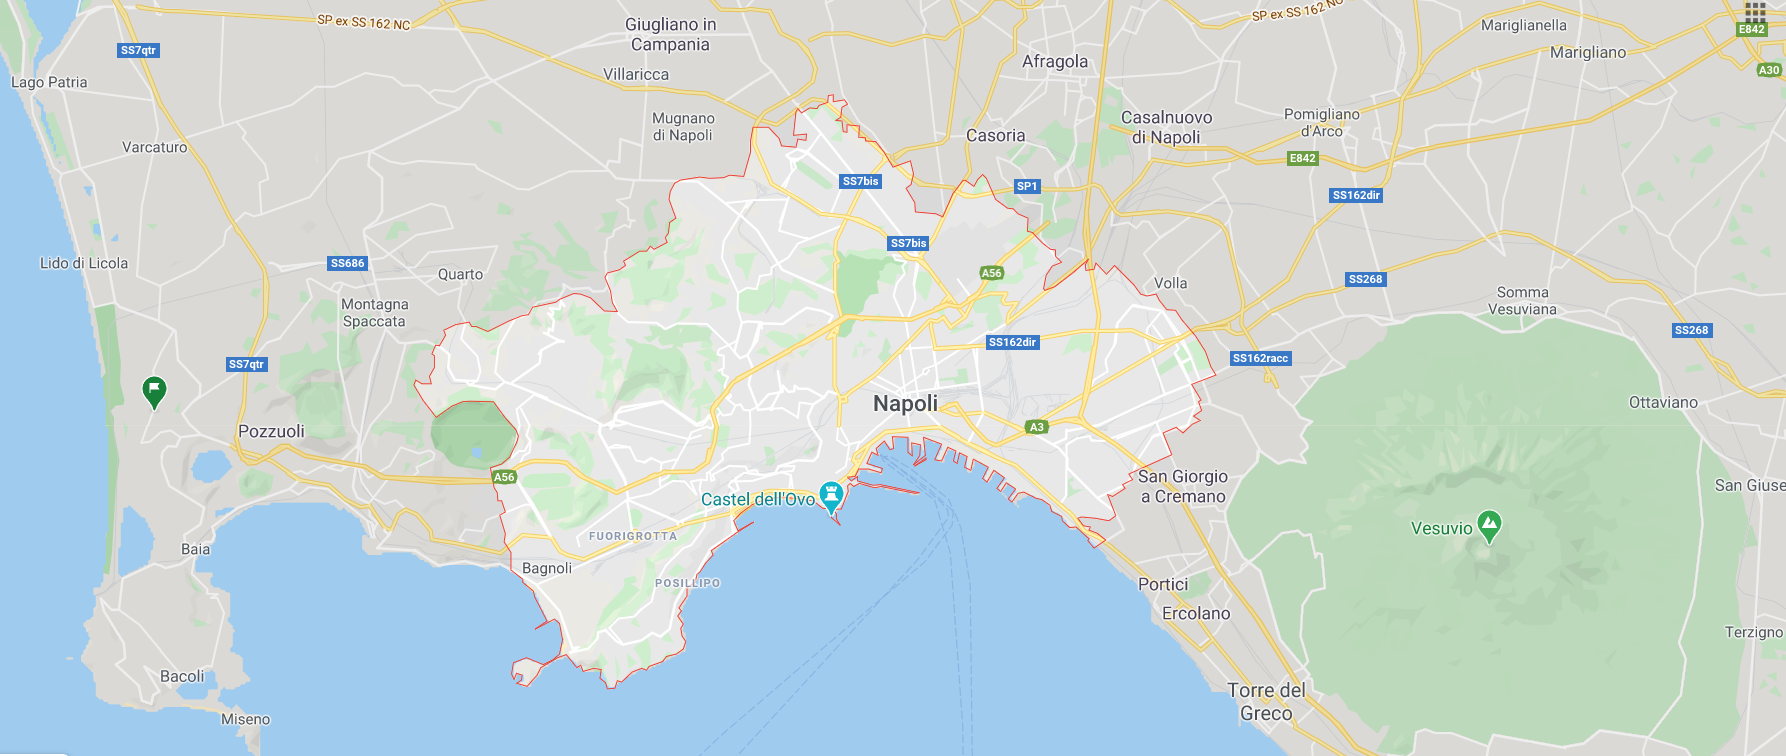 SP ex SS 162 NC
SP ex SS 162 NC
Giugliano in
Campania
Mariglianella
E842
SS7qtr
Marigliano
Afragola
A30
Villaricca
Lago Patria
Mugnano
di Napoli
Casalnuovo
di Napoli
Pomigliano
d'Arco
Casoria
Varcaturo
E842
SS7bis
SP1
SS162dir
SS7bis
Lido di Licola
SS686
Quarto
A56
Volla
SS268
Montagna
Spaccata
Somma
Vesuviana
SS268
SS162dir
SS7qtr
SS162racc
Napoli
Ottaviano
Pozzuoli
A3
A56
San Giorgio
a Cremano
San Giuse
Castel dell'Ovo
Vesuvio
FUORIGROTTA
Baia
Bagnoli
POSILLIPO
Portici
Ercolano
Terzigno
Bacoli
Torre del
Greco
Miseno